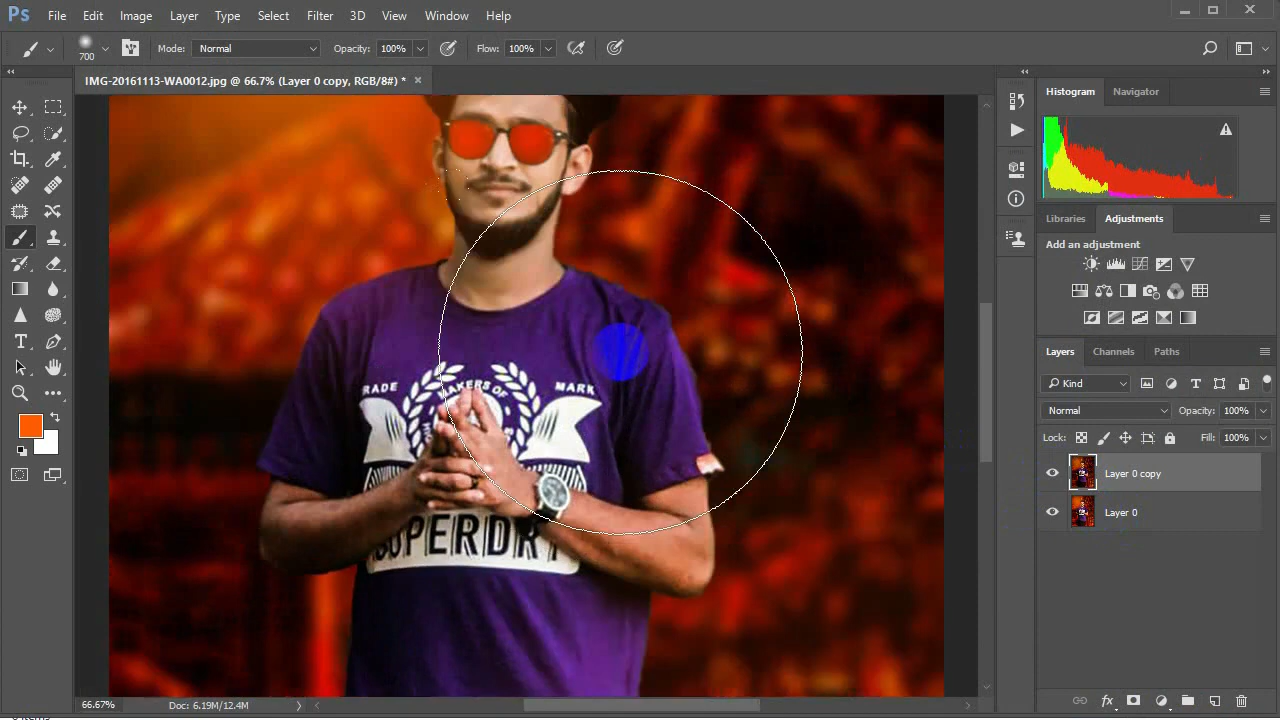 Ps File Edit Image Layer Type Select Filter 3D View Window Help
700 Mode: Normal Opacity: 100% Flow: 100%
IMG-20161113-WA0012.jpg @ 66.7% (Layer 0 copy, RGB/8#) *
Histogram Navigator
Libraries Adjustments
Add an adjustment
Layers Channels Paths
Kind
Normal Opacity: 100%
Lock: Fill: 100%
Layer 0 copy
Layer 0
RADE MAKERS OF MARK
SUPERDRY
66.67% Doc: 6.19M/12.4M